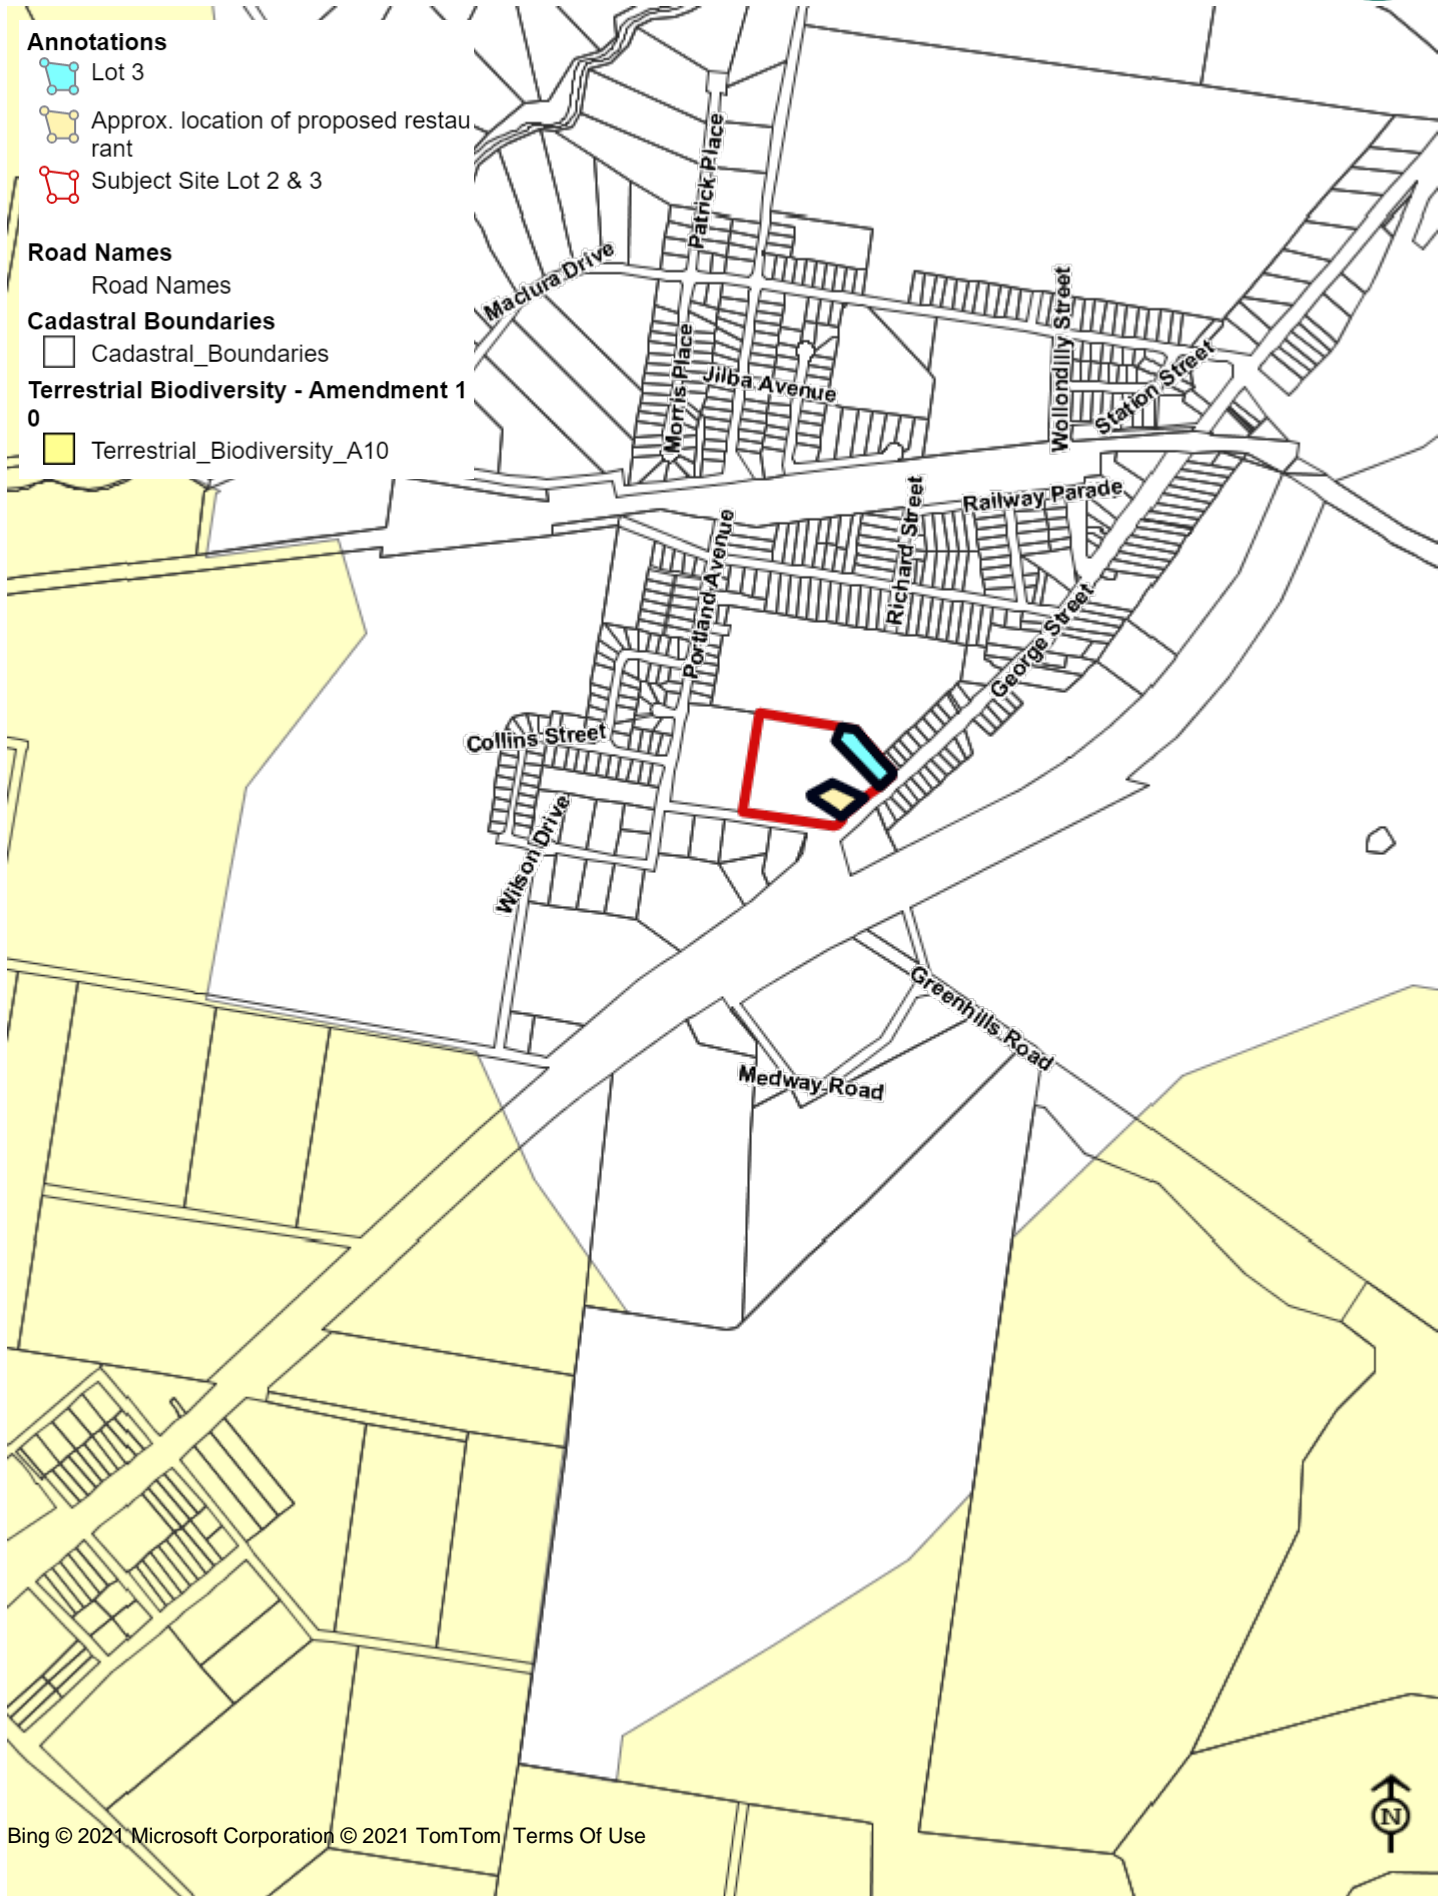 Annotations
Lot 3
Approx. location of proposed restau
rant
Subject Site Lot 2 & 3
Road Names
Road Names
Cadastral Boundaries
Cadastral_Boundaries
Terrestrial Biodiversity - Amendment 1
0
Terrestrial_Biodiversity_A10
Patrick Place
Maclura Drive
Morris Place
Jilba Avenue
Wollondilly Street
Station Street
Railway Parade
Richard Street
Portland Avenue
George Street
Collins Street
Wilson Drive
Greenhills Road
Medway Road
N
Bing © 2021 Microsoft Corporation © 2021 TomTom Terms Of Use